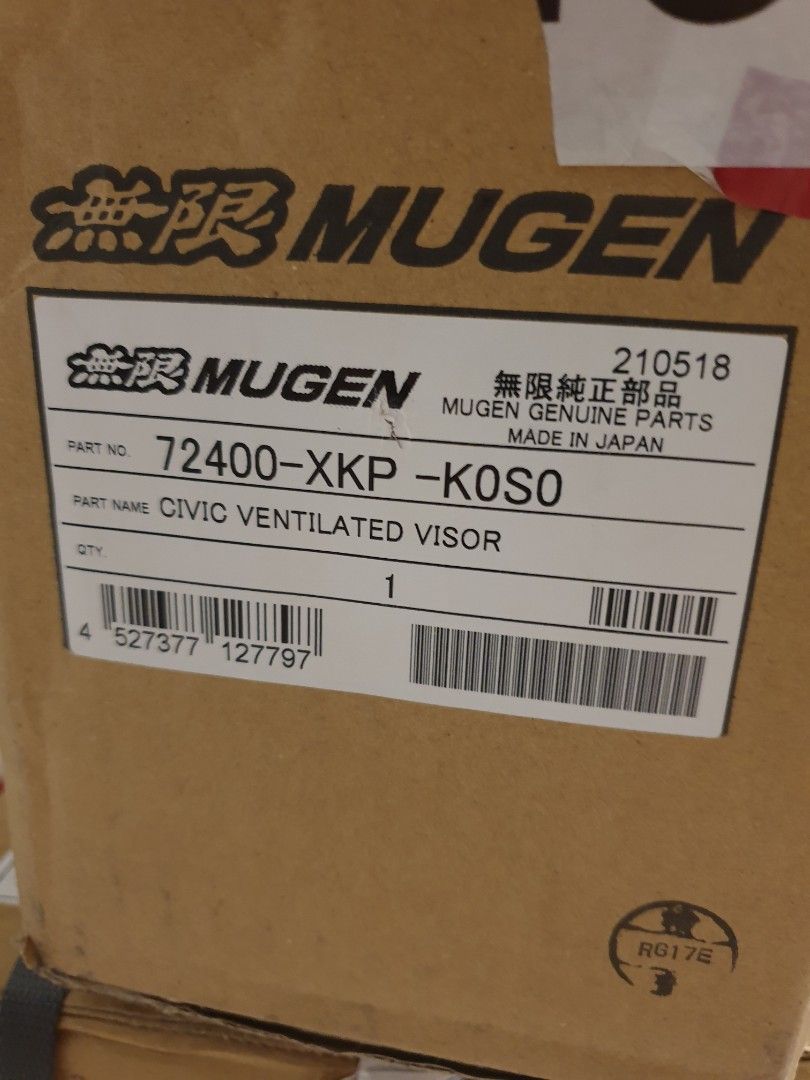 無限 MUGEN
無限 MUGEN
210518
無限純正部品
MUGEN GENUINE PARTS
MADE IN JAPAN
PART NO. 72400-XKP -K0S0
PART NAME CIVIC VENTILATED VISOR
QTY. 1
4 527377 127797
RG17E